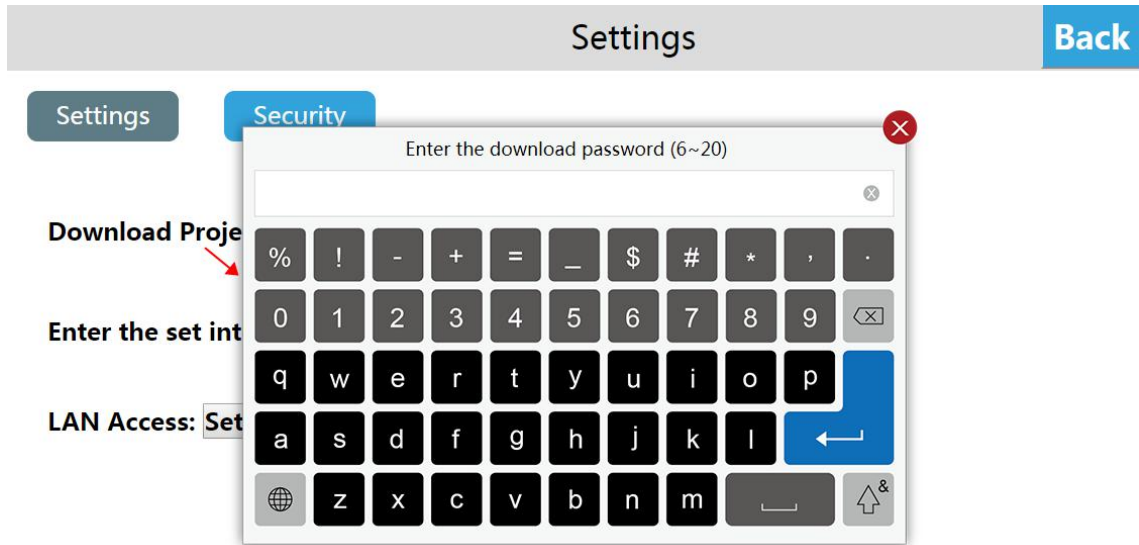 Settings
Back
Settings
Security
Enter the download password (6~20)
Download Proje
% ! - + = _ $ # * , .
0 1 2 3 4 5 6 7 8 9
Enter the set int
q w e r t y u i o p
LAN Access: Set
a s d f g h j k l
z x c v b n m
&